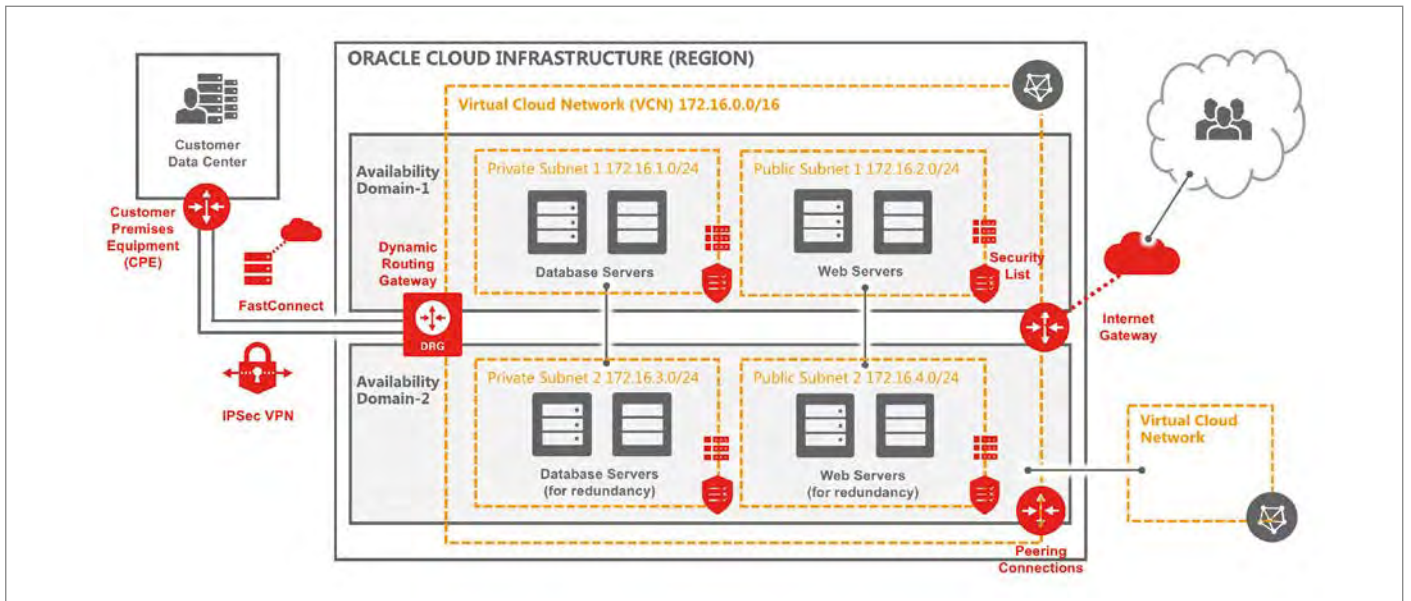 ORACLE CLOUD INFRASTRUCTURE (REGION)
Virtual Cloud Network (VCN) 172.16.0.0/16
Customer
Data Center
Customer
Premises
Equipment
(CPE)
FastConnect
IPSec VPN
Dynamic
Routing
Gateway
DRG
Availability
Domain-1
Private Subnet 1 172.16.1.0/24
Database Servers
Public Subnet 1 172.16.2.0/24
Web Servers
Security
List
Internet
Gateway
Availability
Domain-2
Private Subnet 2 172.16.3.0/24
Database Servers
(for redundancy)
Public Subnet 2 172.16.4.0/24
Web Servers
(for redundancy)
Virtual Cloud
Network
Peering
Connections